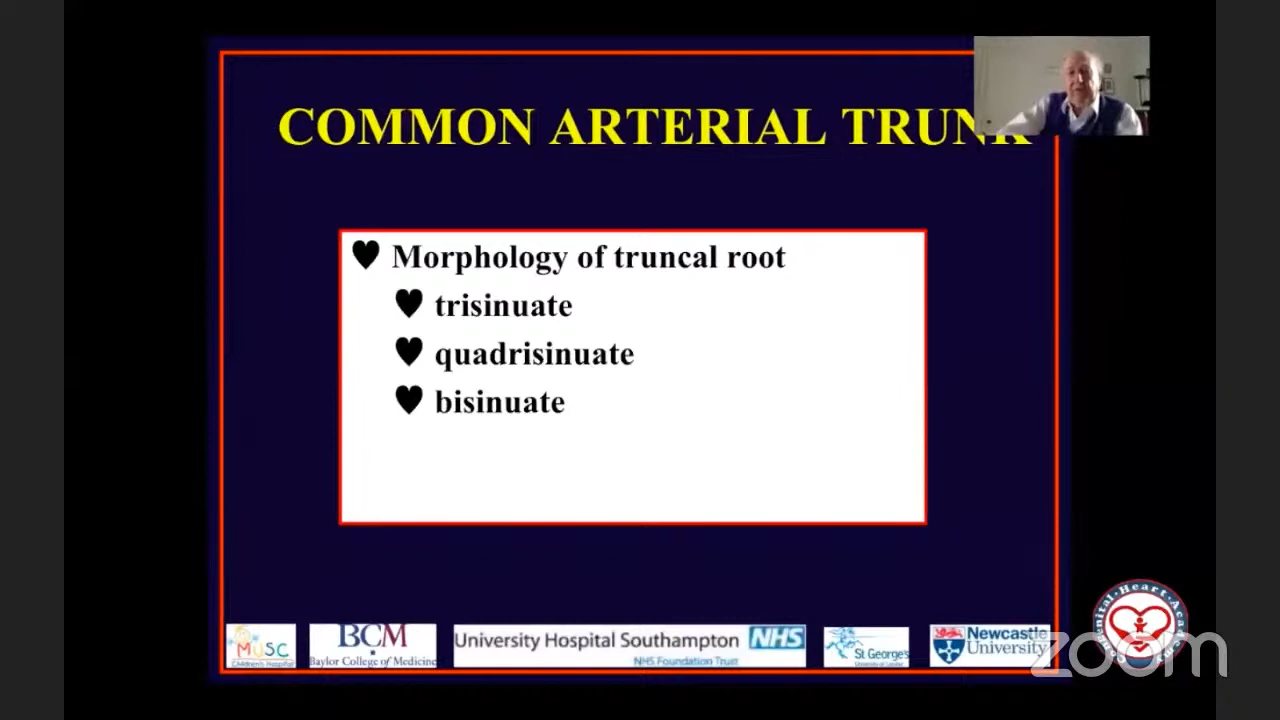 COMMON ARTERIAL TRUNK
Morphology of truncal root
trisinuate
quadrisinuate
bisinuate
MUSC
Children's Hospital
BCM
Baylor College of Medicine
University Hospital Southampton NHS
NHS Foundation Trust
St George's
University of London
Newcastle
University
zoom